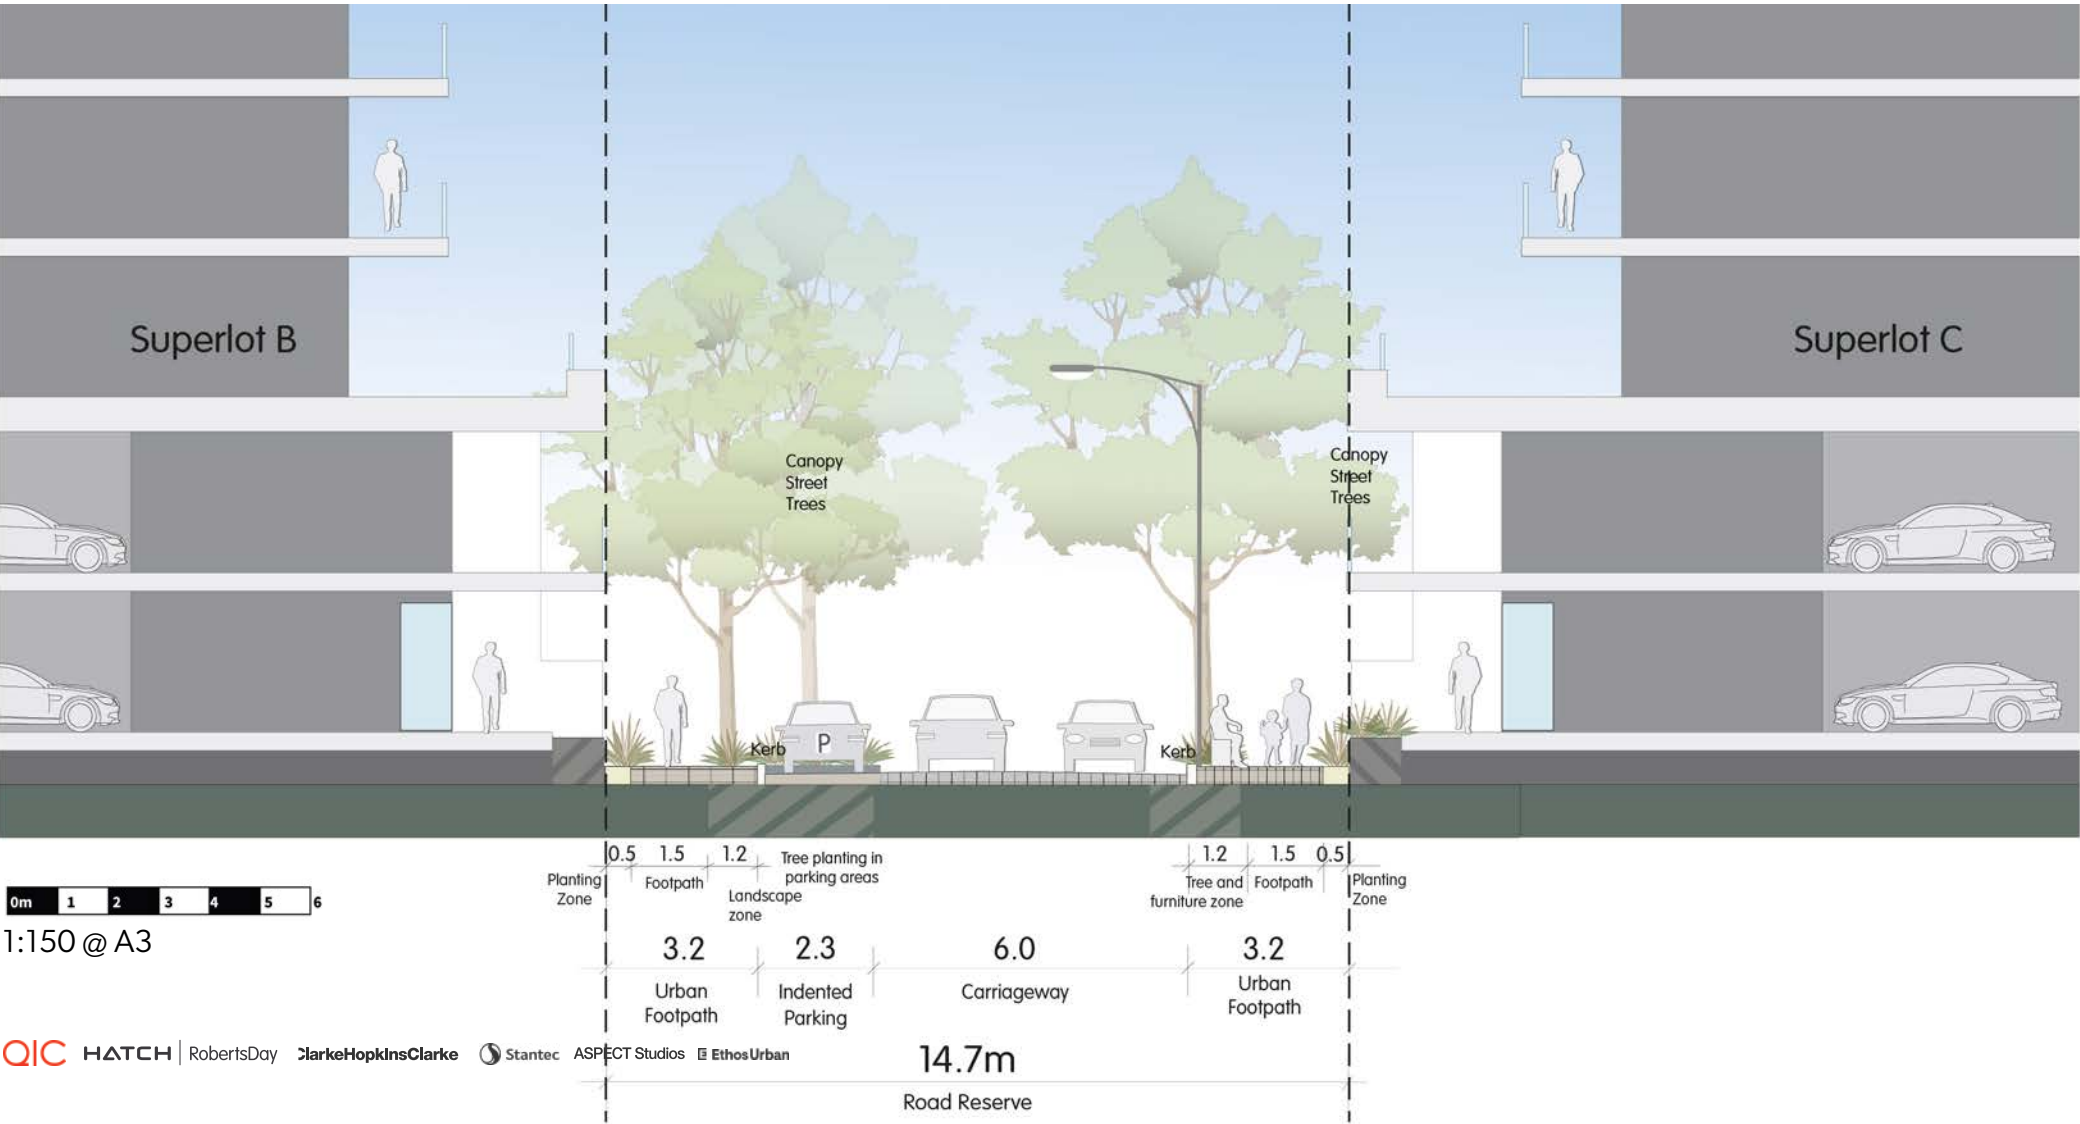 Superlot B
Superlot C
Canopy
Street
Trees
Canopy
Street
Trees
Kerb
P
Kerb
0.5
1.5
1.2
Planting
Zone
Footpath
Landscape
zone
Tree planting in
parking areas
1.2
1.5
0.5
Tree and
furniture zone
Footpath
Planting
Zone
0m 1 2 3 4 5 6
1:150 @ A3
3.2
Urban
Footpath
2.3
Indented
Parking
6.0
Carriageway
3.2
Urban
Footpath
14.7m
Road Reserve
QIC HATCH | RobertsDay ClarkeHopkinsClarke Stantec ASPECT Studios EthosUrban